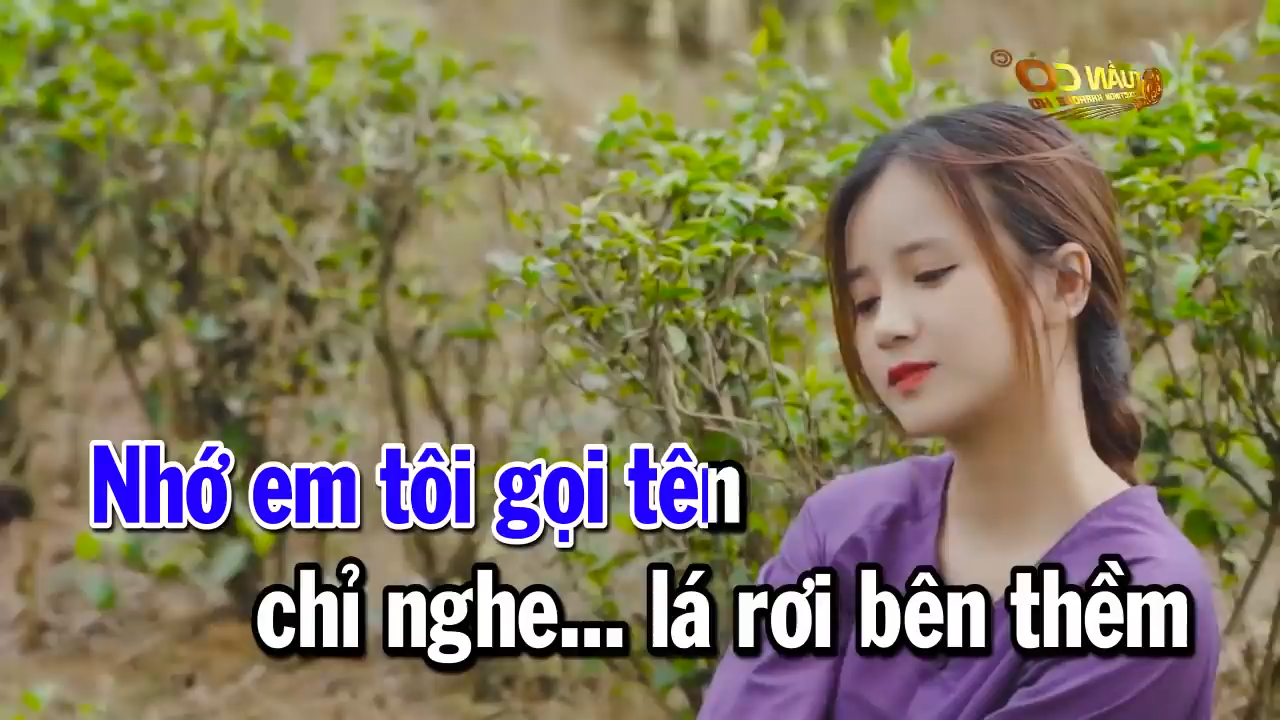 Nhớ em tôi gọi tên
chỉ nghe... lá rơi bên thềm